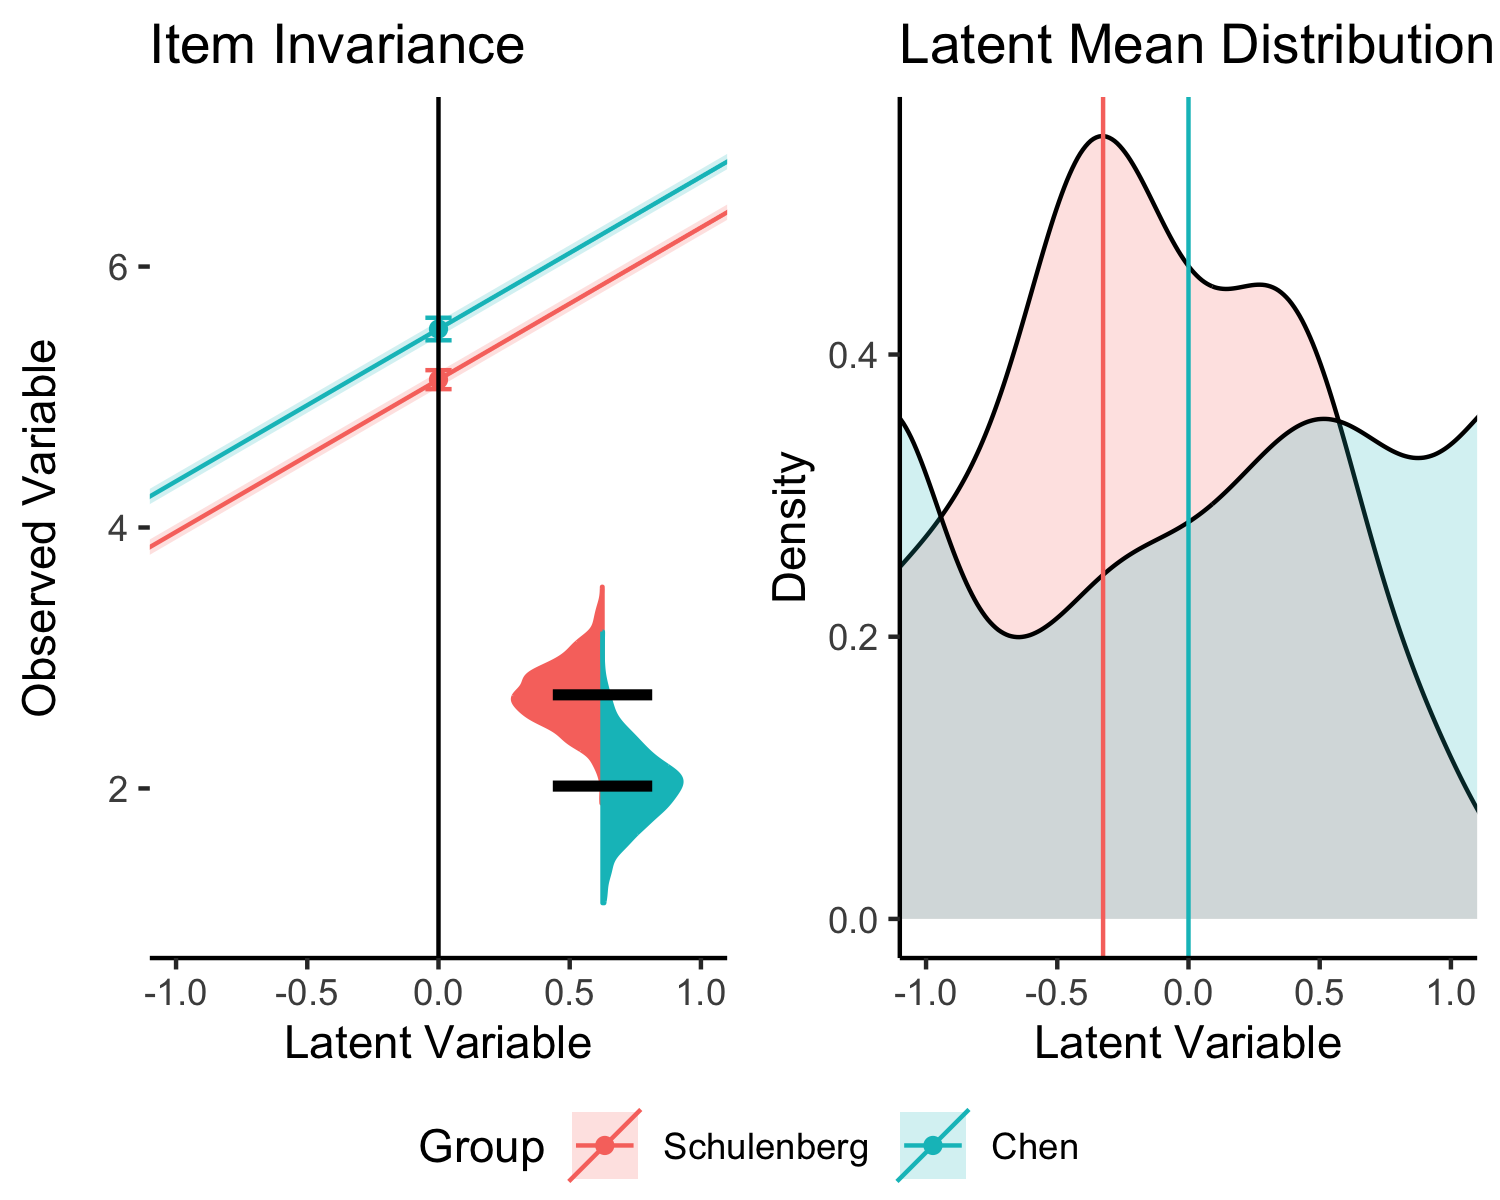 Item Invariance
Observed Variable
6
4
2
-1.0 -0.5 0.0 0.5 1.0
Latent Variable
Latent Mean Distribution
Density
0.4
0.2
0.0
-1.0 -0.5 0.0 0.5 1.0
Latent Variable
Group Schulenberg Chen